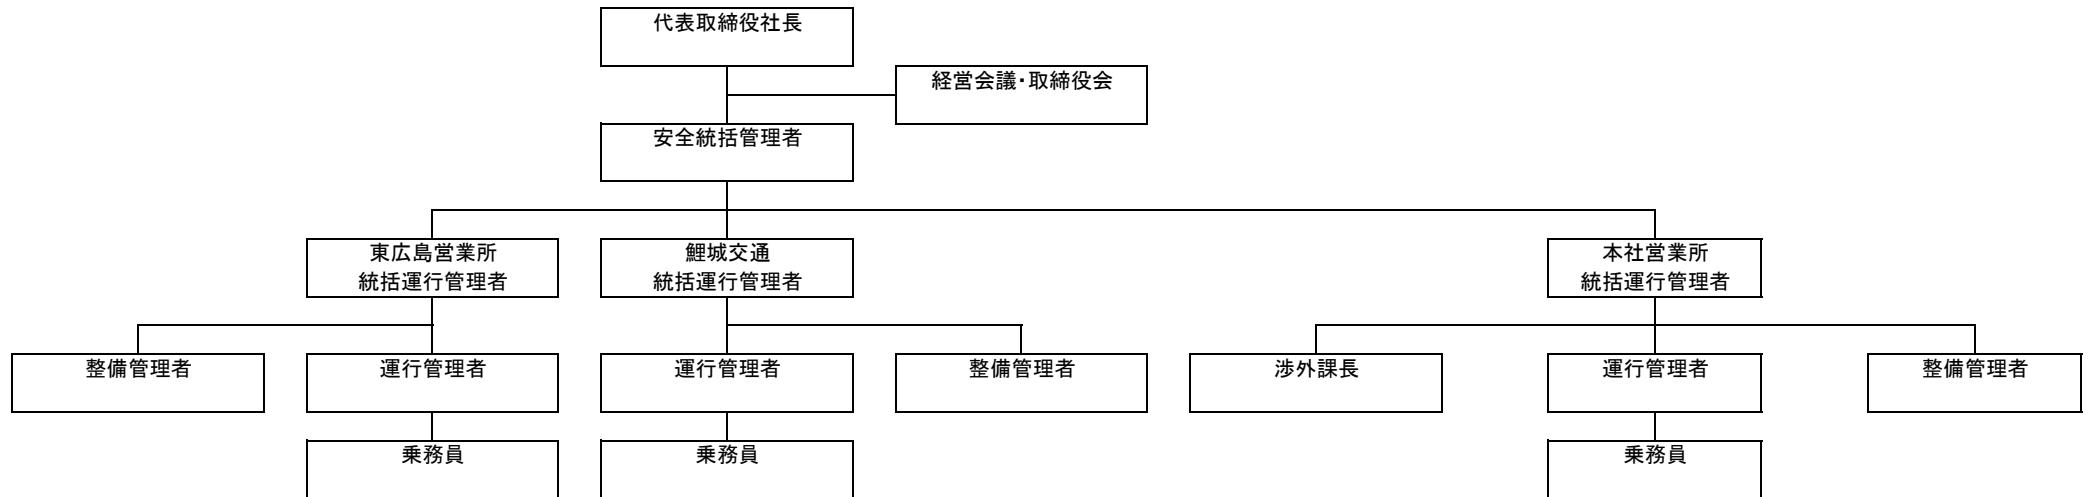 代表取締役社長
経営会議・取締役会
安全統括管理者
東広島営業所
統括運行管理者
鯉城交通
統括運行管理者
本社営業所
統括運行管理者
整備管理者
運行管理者
運行管理者
整備管理者
渉外課長
運行管理者
整備管理者
乗務員
乗務員
乗務員